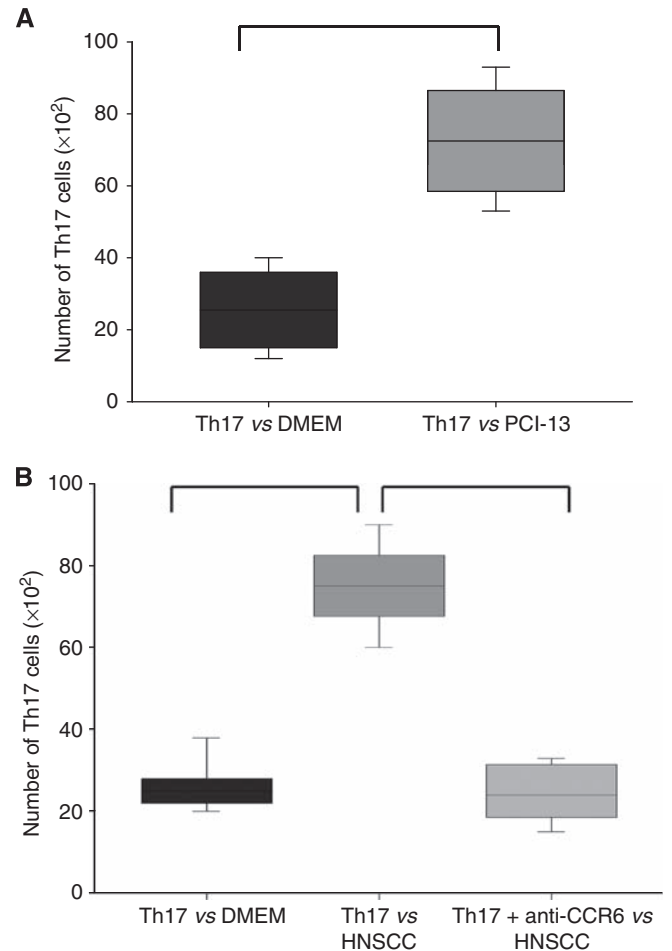 A
Number of Th17 cells (×10²)
100
80
60
40
20
0
Th17 vs DMEM
Th17 vs PCI-13
B
Number of Th17 cells (×10²)
100
80
60
40
20
0
Th17 vs DMEM
Th17 vs
HNSCC
Th17 + anti-CCR6 vs
HNSCC